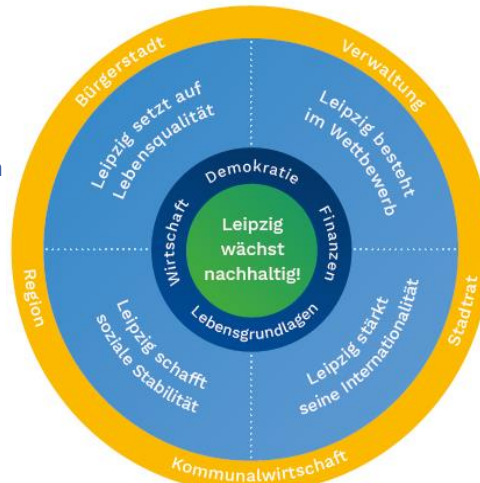 Bürgerstadt
Verwaltung
Leipzig setzt auf
Lebensqualität
Leipzig besteht
im Wettbewerb
Demokratie
Wirtschaft
Finanzen
Leipzig
wächst
nachhaltig!
Lebensgrundlagen
Region
Stadtrat
Leipzig schafft
soziale Stabilität
Leipzig stärkt
seine Internationalität
Kommunalwirtschaft